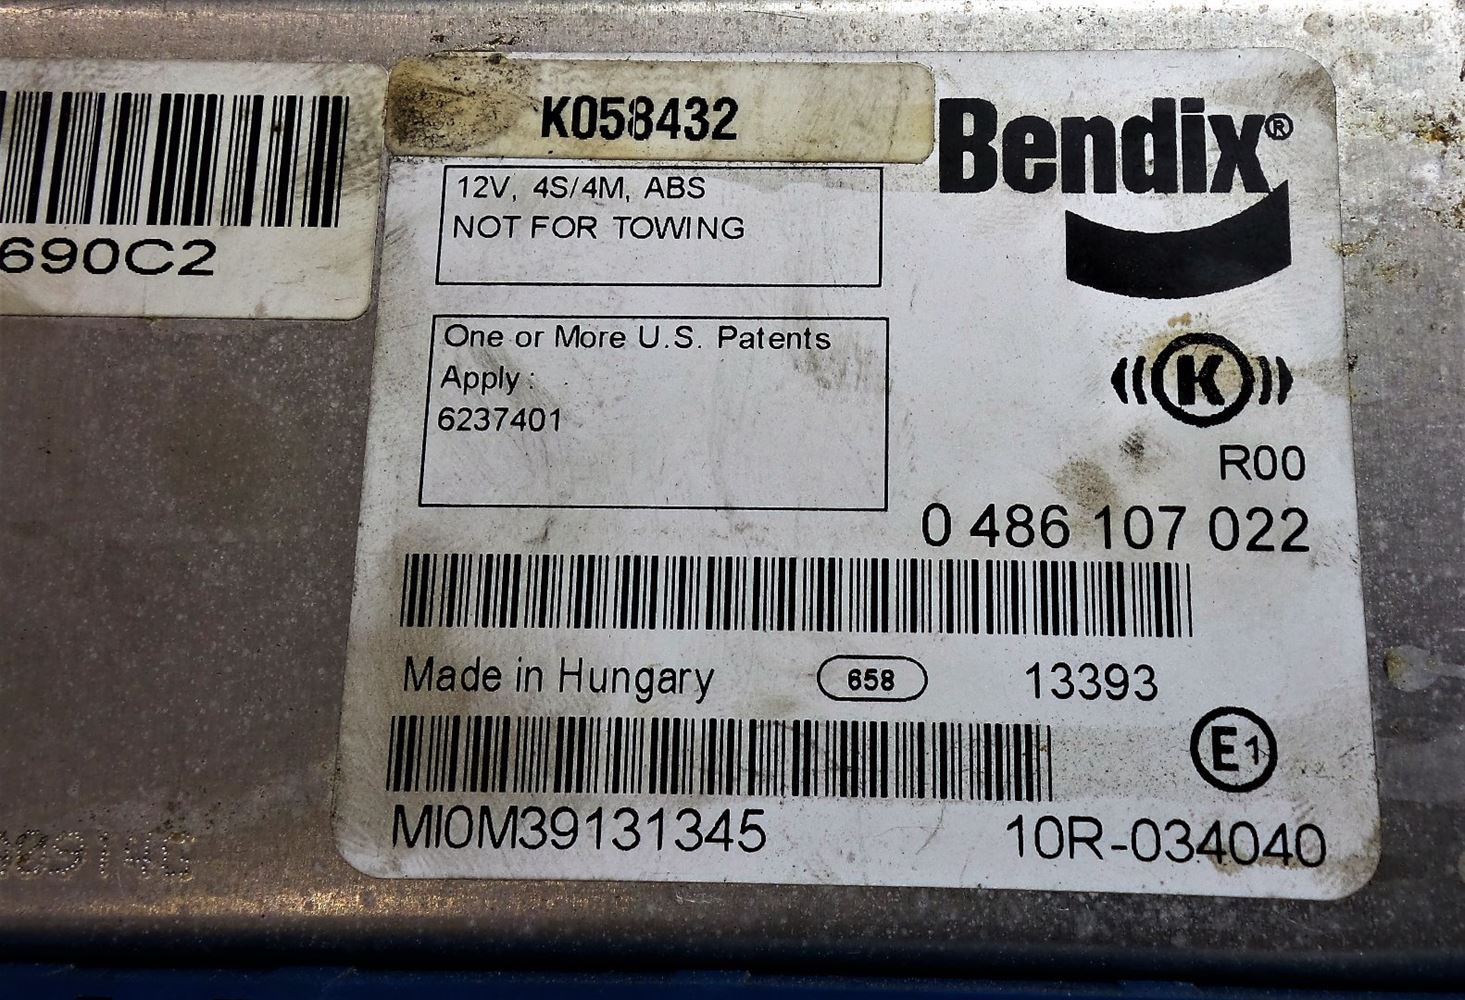 690C2
K058432
Bendix®
12V, 4S/4M, ABS
NOT FOR TOWING
One or More U.S. Patents
Apply :
6237401
K
R00
0 486 107 022
Made in Hungary
658
13393
E1
MI0M39131345
10R-034040